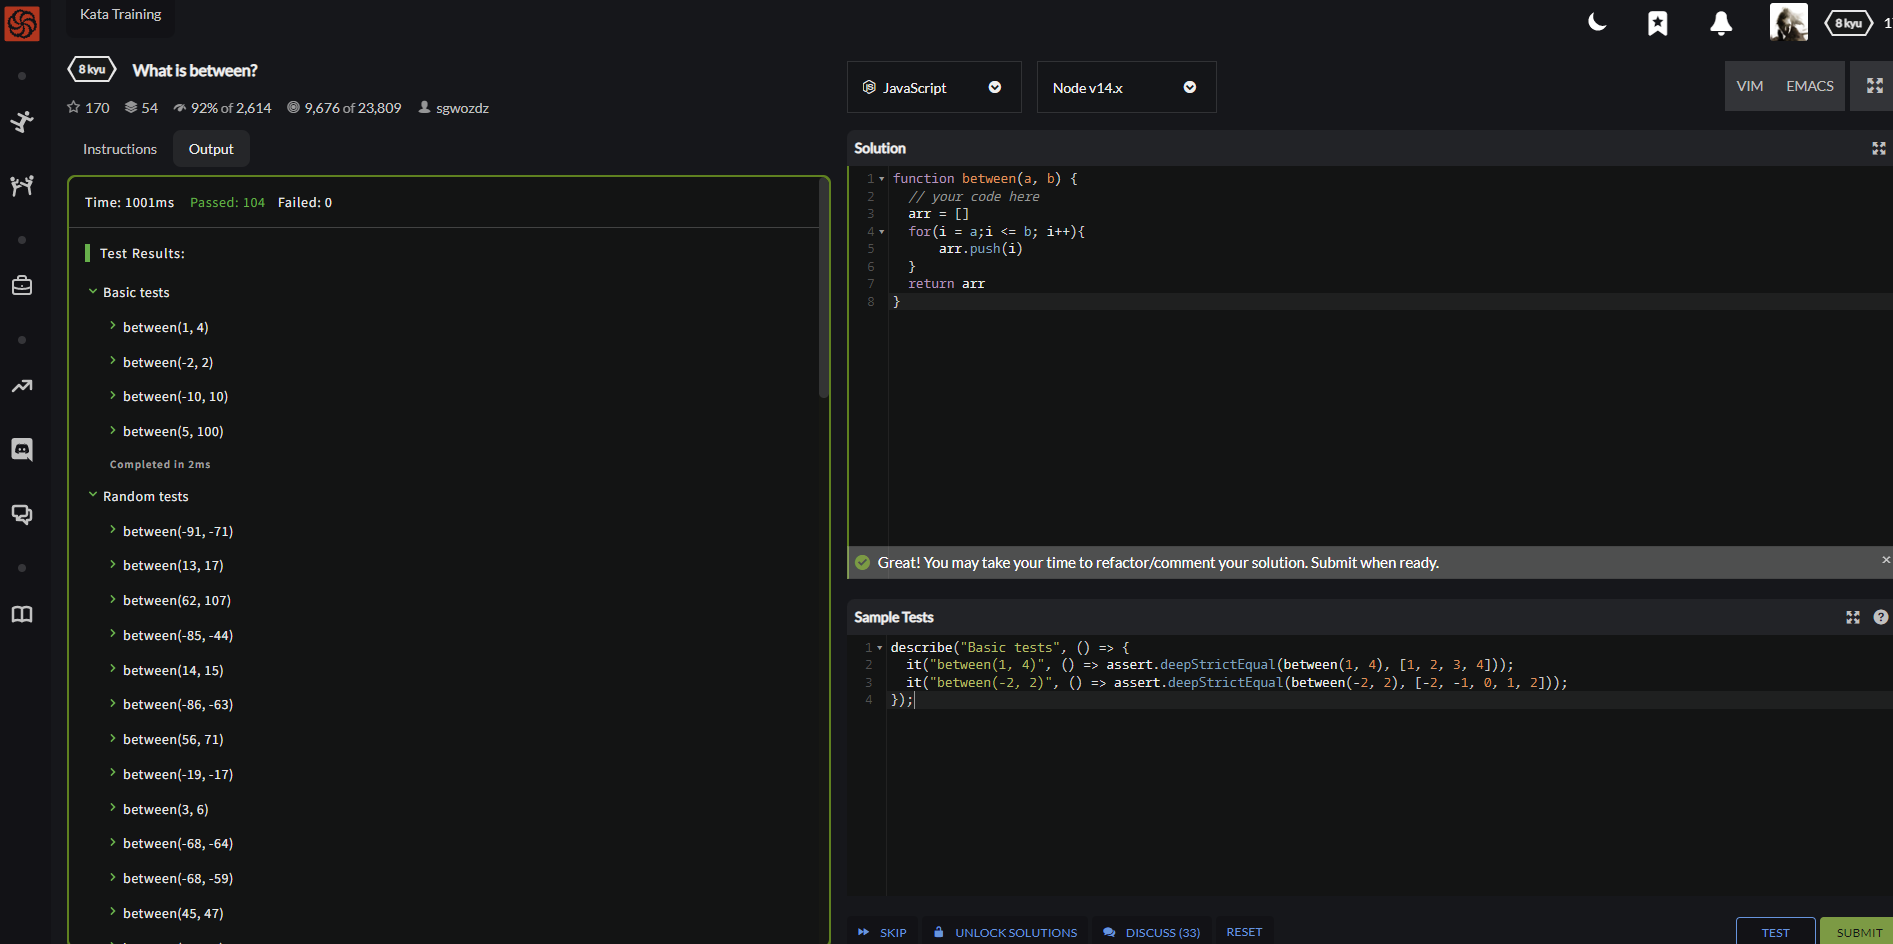 Kata Training
8 kyu
17
8 kyu What is between?
170 54 92% of 2,614 9,676 of 23,809 sgwozdz
JavaScript
Node v14.x
VIM EMACS
Instructions Output
Time: 1001ms Passed: 104 Failed: 0
Test Results:
Basic tests
between(1, 4)
between(-2, 2)
between(-10, 10)
between(5, 100)
Completed in 2ms
Random tests
between(-91, -71)
between(13, 17)
between(62, 107)
between(-85, -44)
between(14, 15)
between(-86, -63)
between(56, 71)
between(-19, -17)
between(3, 6)
between(-68, -64)
between(-68, -59)
between(45, 47)
Solution
1 function between(a, b) {
2 // your code here
3 arr = []
4 for(i = a;i <= b; i++){
5 arr.push(i)
6 }
7 return arr
8 }
Great! You may take your time to refactor/comment your solution. Submit when ready.
Sample Tests
1 describe("Basic tests", () => {
2 it("between(1, 4)", () => assert.deepStrictEqual(between(1, 4), [1, 2, 3, 4]));
3 it("between(-2, 2)", () => assert.deepStrictEqual(between(-2, 2), [-2, -1, 0, 1, 2]));
4 });
SKIP UNLOCK SOLUTIONS DISCUSS (33) RESET
TEST SUBMIT